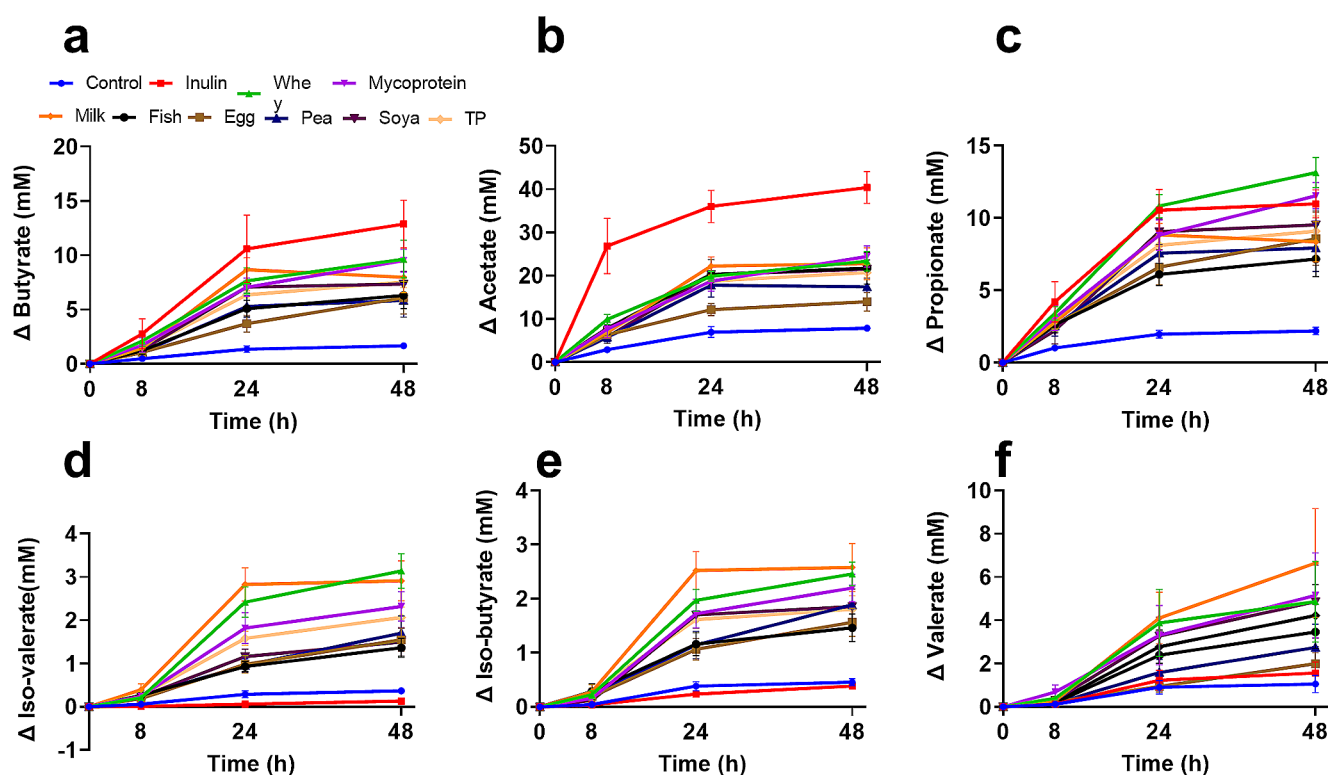 a
b
c
Control Inulin Whe Mycoprotein
y
Milk Fish Egg Pea Soya TP
Δ Butyrate (mM)
20
15
10
5
0
0 8 24 48
Time (h)
Δ Acetate (mM)
50
40
30
20
10
0
0 8 24 48
Time (h)
Δ Propionate (mM)
15
10
5
0
0 8 24 48
Time (h)
d
e
f
Δ Iso-valerate(mM)
4
3
2
1
0
-1
8 24 48
Time (h)
Δ Iso-butyrate (mM)
4
3
2
1
0
0 8 24 48
Time (h)
Δ Valerate (mM)
10
8
6
4
2
0
0 8 24 48
Time (h)